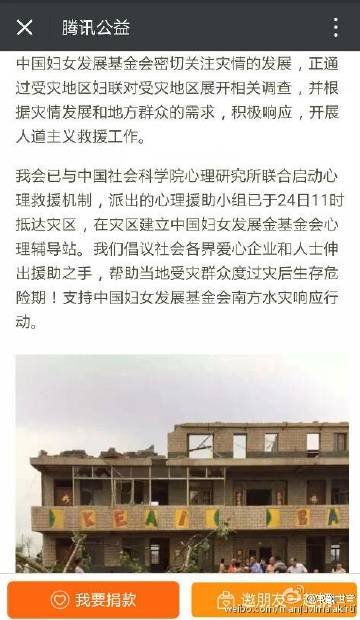 腾讯公益
中国妇女发展基金会密切关注灾情的发展，正通
过受灾地区妇联对受灾地区展开相关调查，并根
据灾情发展和地方群众的需求，积极响应，开展
人道主义救援工作。
我会已与中国社会科学院心理研究所联合启动心
理救援机制，派出的心理援助小组已于24日11时
抵达灾区，在灾区建立中国妇女发展金基金会心
理辅导站。我们倡议社会各界爱心企业和人士伸
出援助之手，帮助当地受灾群众度过灾后生存危
险期！支持中国妇女发展基金会南方水灾响应行
动。
KEAI BA
我要捐款
邀朋友一起